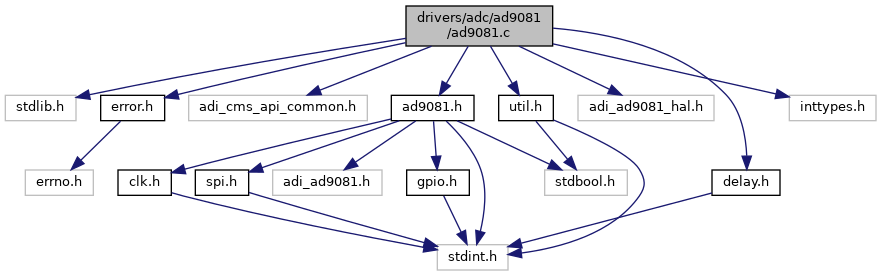 drivers/adc/ad9081
/ad9081.c
stdlib.h
error.h
adi_cms_api_common.h
ad9081.h
util.h
adi_ad9081_hal.h
inttypes.h
errno.h
clk.h
spi.h
adi_ad9081.h
gpio.h
stdbool.h
delay.h
stdint.h